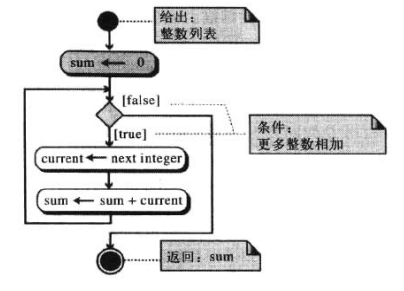 给出：
整数列表
sum ← 0
[false]
[true]
条件：
更多整数相加
current ← next integer
sum ← sum + current
返回：sum